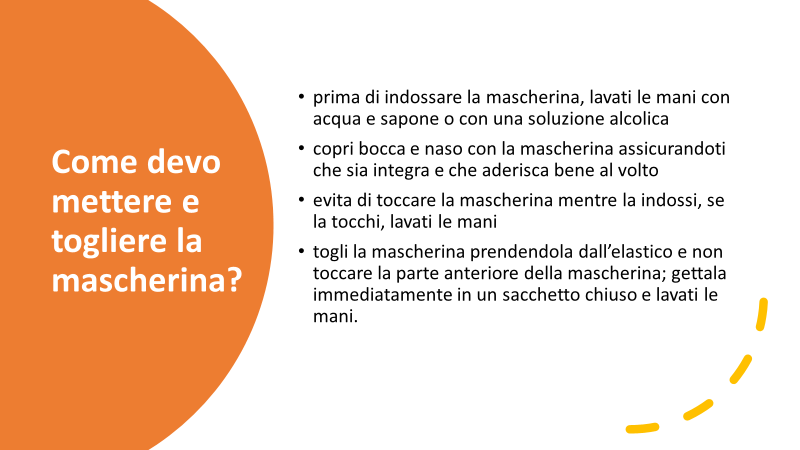 Come devo
mettere e
togliere la
mascherina?
• prima di indossare la mascherina, lavati le mani con
acqua e sapone o con una soluzione alcolica
• copri bocca e naso con la mascherina assicurandoti
che sia integra e che aderisca bene al volto
• evita di toccare la mascherina mentre la indossi, se
la tocchi, lavati le mani
• togli la mascherina prendendola dall’elastico e non
toccare la parte anteriore della mascherina; gettala
immediatamente in un sacchetto chiuso e lavati le
mani.